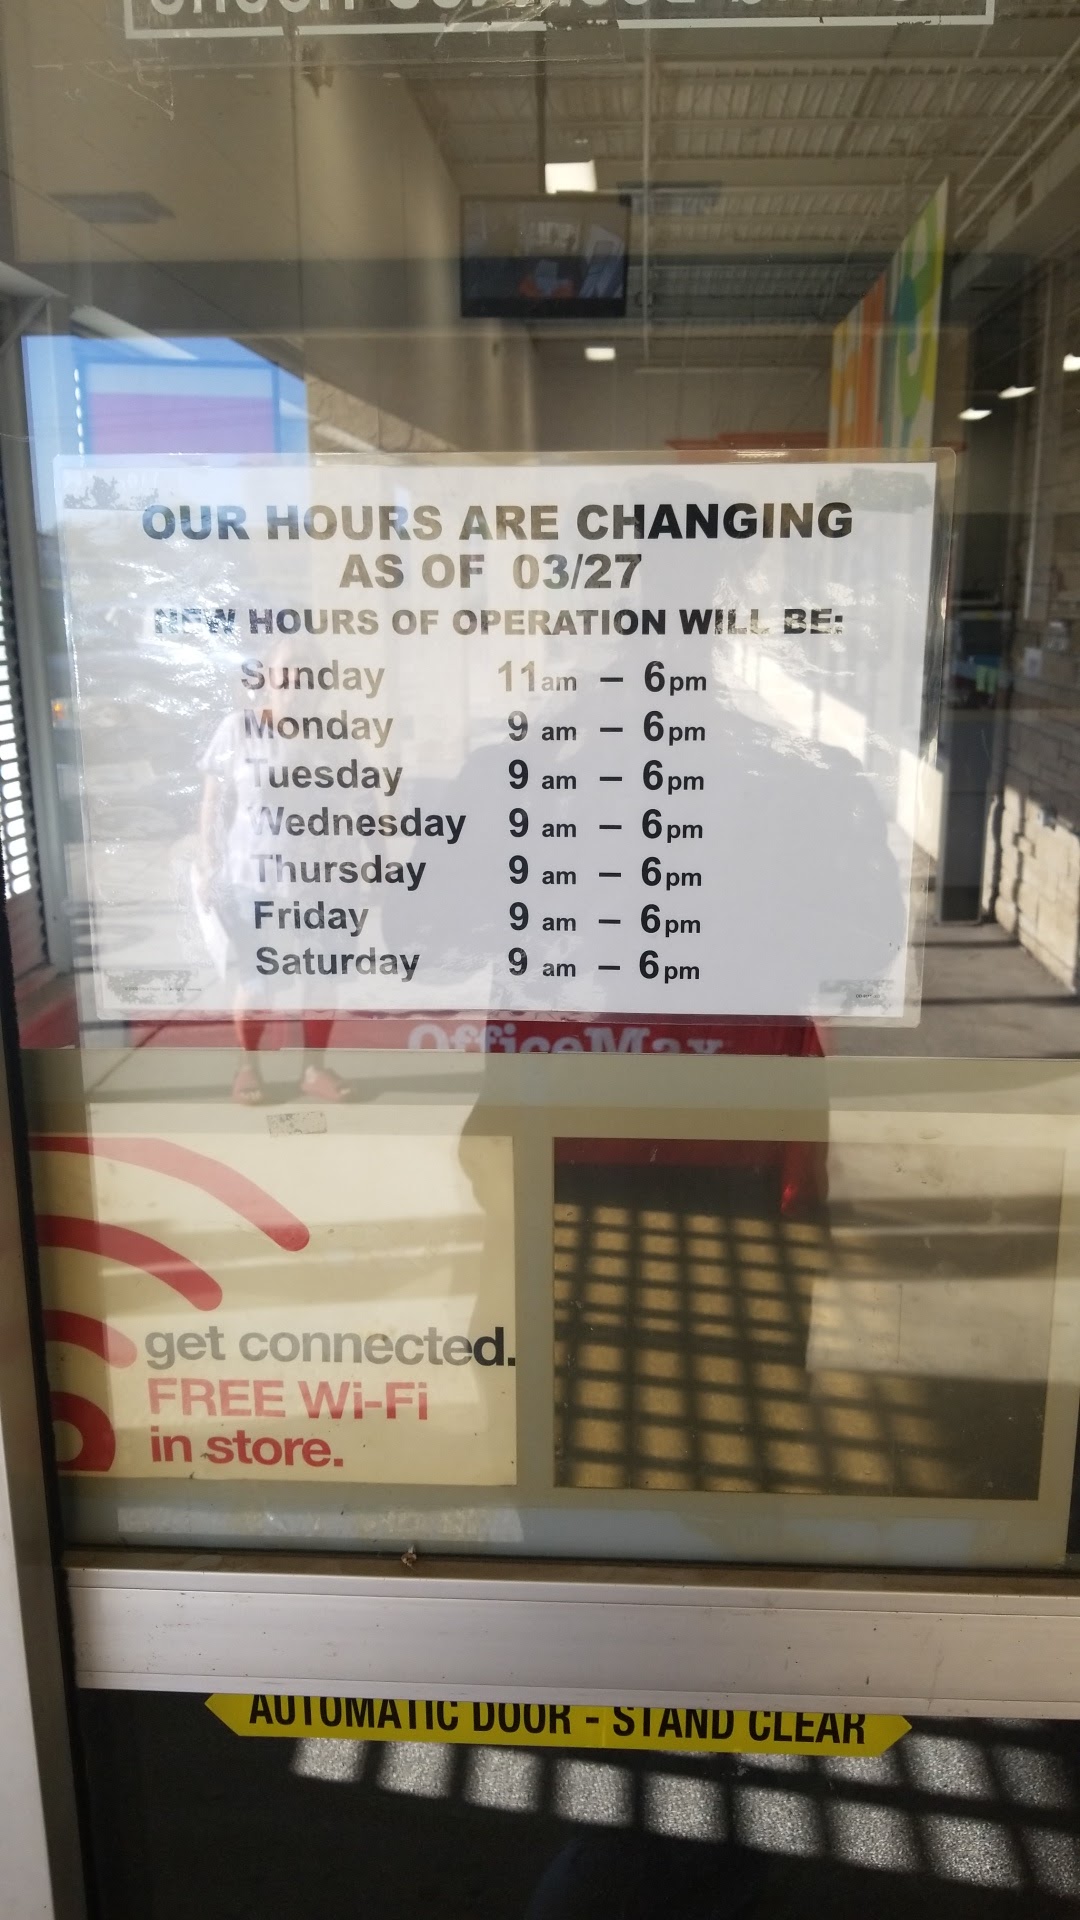 OUR HOURS ARE CHANGING
AS OF 03/27
NEW HOURS OF OPERATION WILL BE:
Sunday 11am – 6pm
Monday 9 am – 6pm
Tuesday 9 am – 6pm
Wednesday 9 am – 6pm
Thursday 9 am – 6pm
Friday 9 am – 6pm
Saturday 9 am – 6pm
OfficeMax
get connected.
FREE Wi-Fi
in store.
AUTOMATIC DOOR - STAND CLEAR